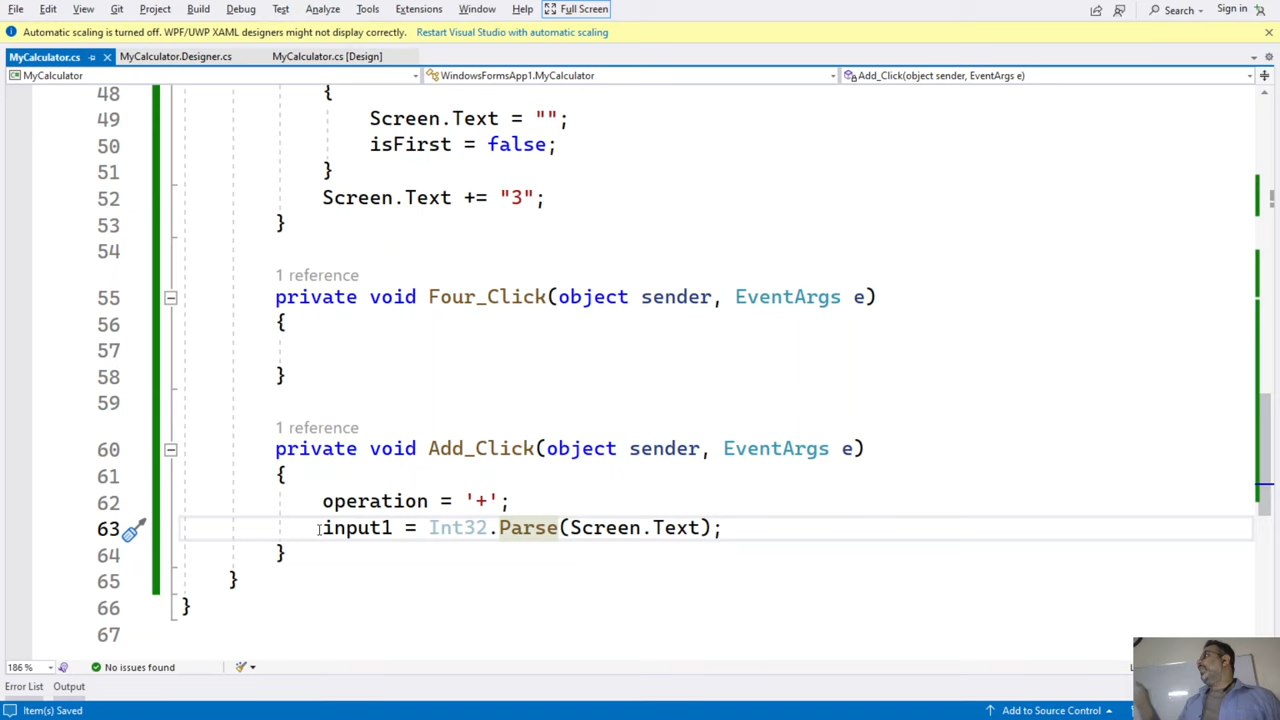 File Edit View Git Project Build Debug Test Analyze Tools Extensions Window Help Full Screen Search Sign in
Automatic scaling is turned off. WPF/UWP XAML designers might not display correctly. Restart Visual Studio with automatic scaling
MyCalculator.cs MyCalculator.Designer.cs MyCalculator.cs [Design]
MyCalculator WindowsFormsApp1.MyCalculator Add_Click(object sender, EventArgs e)
48 {
49 Screen.Text = "";
50 isFirst = false;
51 }
52 Screen.Text += "3";
53 }
54
1 reference
55 private void Four_Click(object sender, EventArgs e)
56 {
57
58 }
59
1 reference
60 private void Add_Click(object sender, EventArgs e)
61 {
62 operation = '+';
63 input1 = Int32.Parse(Screen.Text);
64 }
65 }
66 }
67
186 % No issues found
Error List Output
Item(s) Saved Add to Source Control